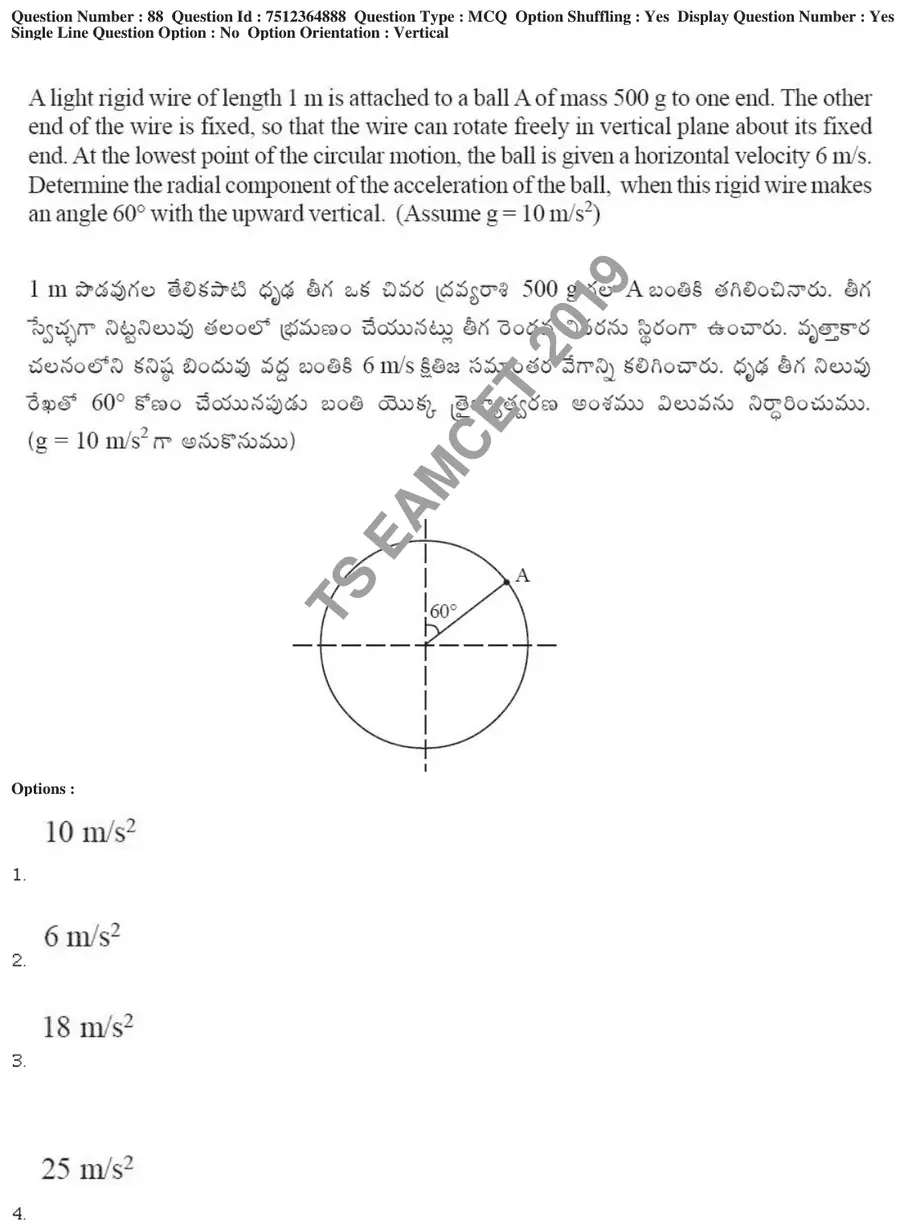 Question Number : 88 Question Id : 7512364888 Question Type : MCQ Option Shuffling : Yes Display Question Number : Yes
Single Line Question Option : No Option Orientation : Vertical
A light rigid wire of length 1 m is attached to a ball A of mass 500 g to one end. The other
end of the wire is fixed, so that the wire can rotate freely in vertical plane about its fixed
end. At the lowest point of the circular motion, the ball is given a horizontal velocity 6 m/s.
Determine the radial component of the acceleration of the ball, when this rigid wire makes
an angle 60° with the upward vertical. (Assume g = 10 m/s²)
1 m పొడవుగల తేలికపాటి ధృఢ తీగ ఒక చివర ద్రవ్యరాశి 500 g గల A బంతికి తగిలించినారు. తీగ
స్వేచ్ఛగా నిట్టనిలువు తలంలో భ్రమణం చేయునట్లు తీగ రెండవ చివరను స్థిరంగా ఉంచారు. వృత్తాకార
చలనంలోని కనిష్ఠ బిందువు వద్ద బంతికి 6 m/s క్షితిజ సమాంతర వేగాన్ని కలిగించారు. ధృఢ తీగ నిలువు
రేఖతో 60° కోణం చేయునపుడు బంతి యొక్క త్రైజ్యాత్వరణ అంశము విలువను నిర్ధారించుము.
(g = 10 m/s² గా అనుకొనుము)
TS EAMCET 2019
A
60°
Options :
10 m/s²
1.
6 m/s²
2.
18 m/s²
3.
25 m/s²
4.